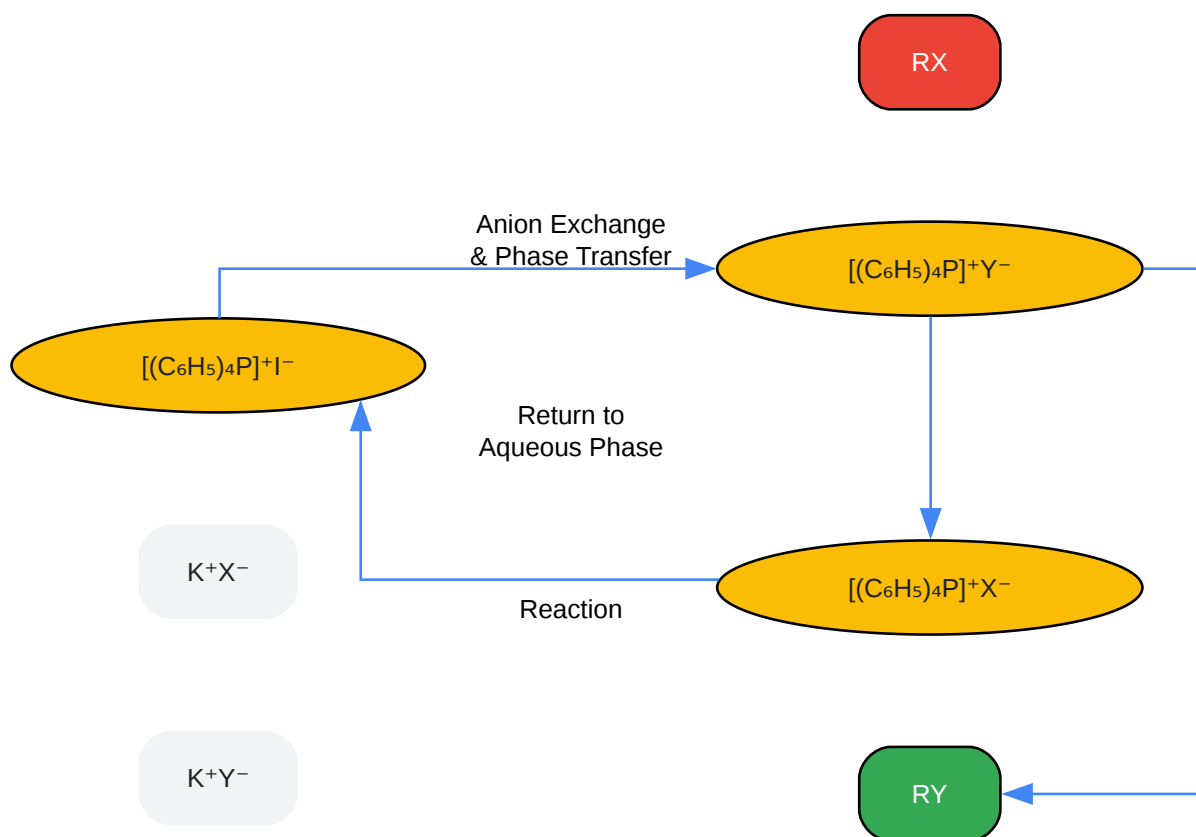 RX
Anion Exchange
& Phase Transfer
[(C₆H₅)₄P]⁺Y⁻
[(C₆H₅)₄P]⁺I⁻
Return to
Aqueous Phase
K⁺X⁻
[(C₆H₅)₄P]⁺X⁻
Reaction
K⁺Y⁻
RY